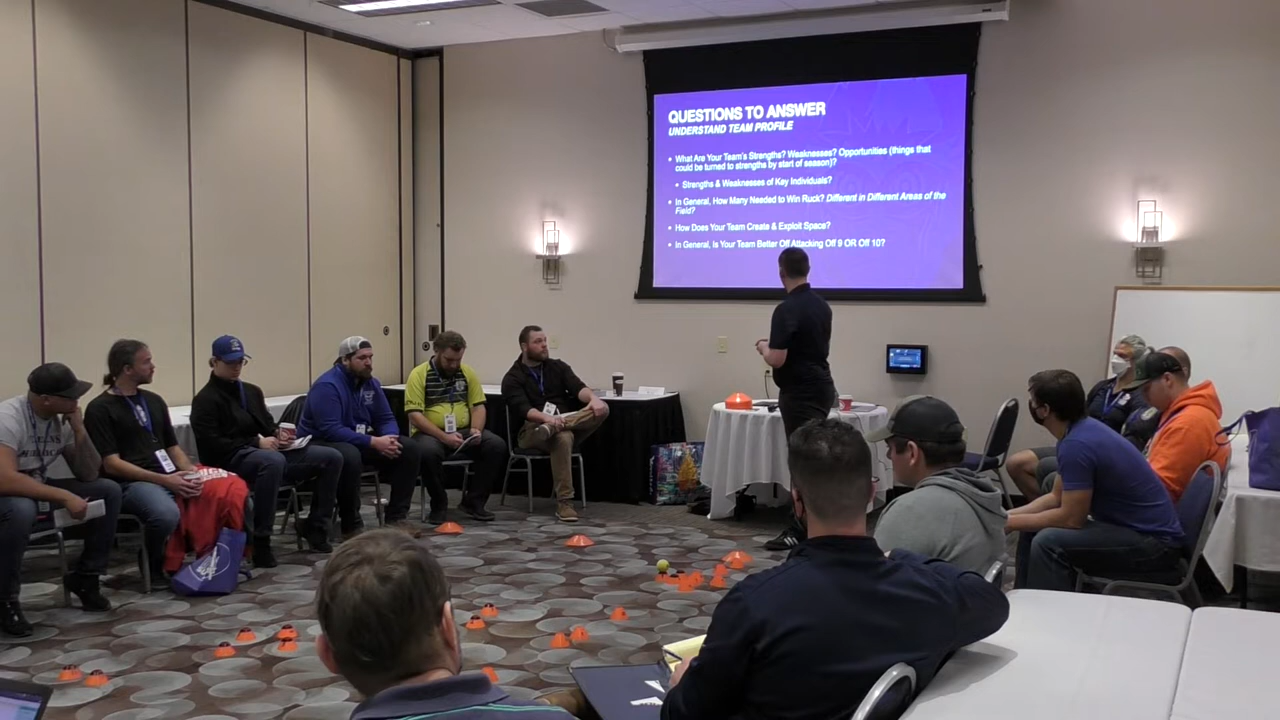 QUESTIONS TO ANSWER
UNDERSTAND TEAM PROFILE
• What Are Your Team's Strengths? Weaknesses? Opportunities (things that
could be turned to strengths by start of season)?
• Strengths & Weaknesses of Key Individuals?
• In General, How Many Needed to Win Ruck? Different in Different Areas of the
Field?
• How Does Your Team Create & Exploit Space?
• In General, Is Your Team Better Off Attacking Off 9 OR Off 10?